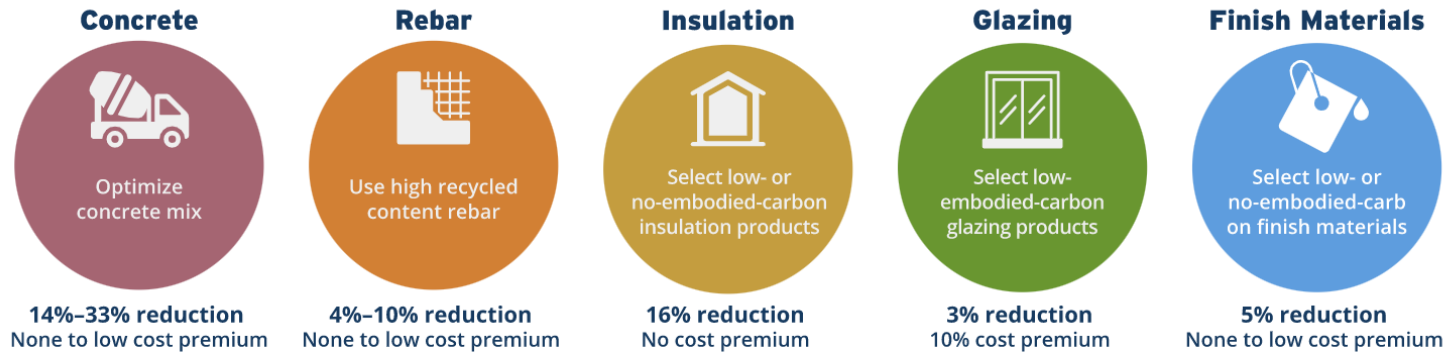 Concrete
Optimize
concrete mix
14%–33% reduction
None to low cost premium
Rebar
Use high recycled
content rebar
4%–10% reduction
None to low cost premium
Insulation
Select low- or
no-embodied-carbon
insulation products
16% reduction
No cost premium
Glazing
Select low-
embodied-carbon
glazing products
3% reduction
10% cost premium
Finish Materials
Select low- or
no-embodied-carb
on finish materials
5% reduction
None to low cost premium